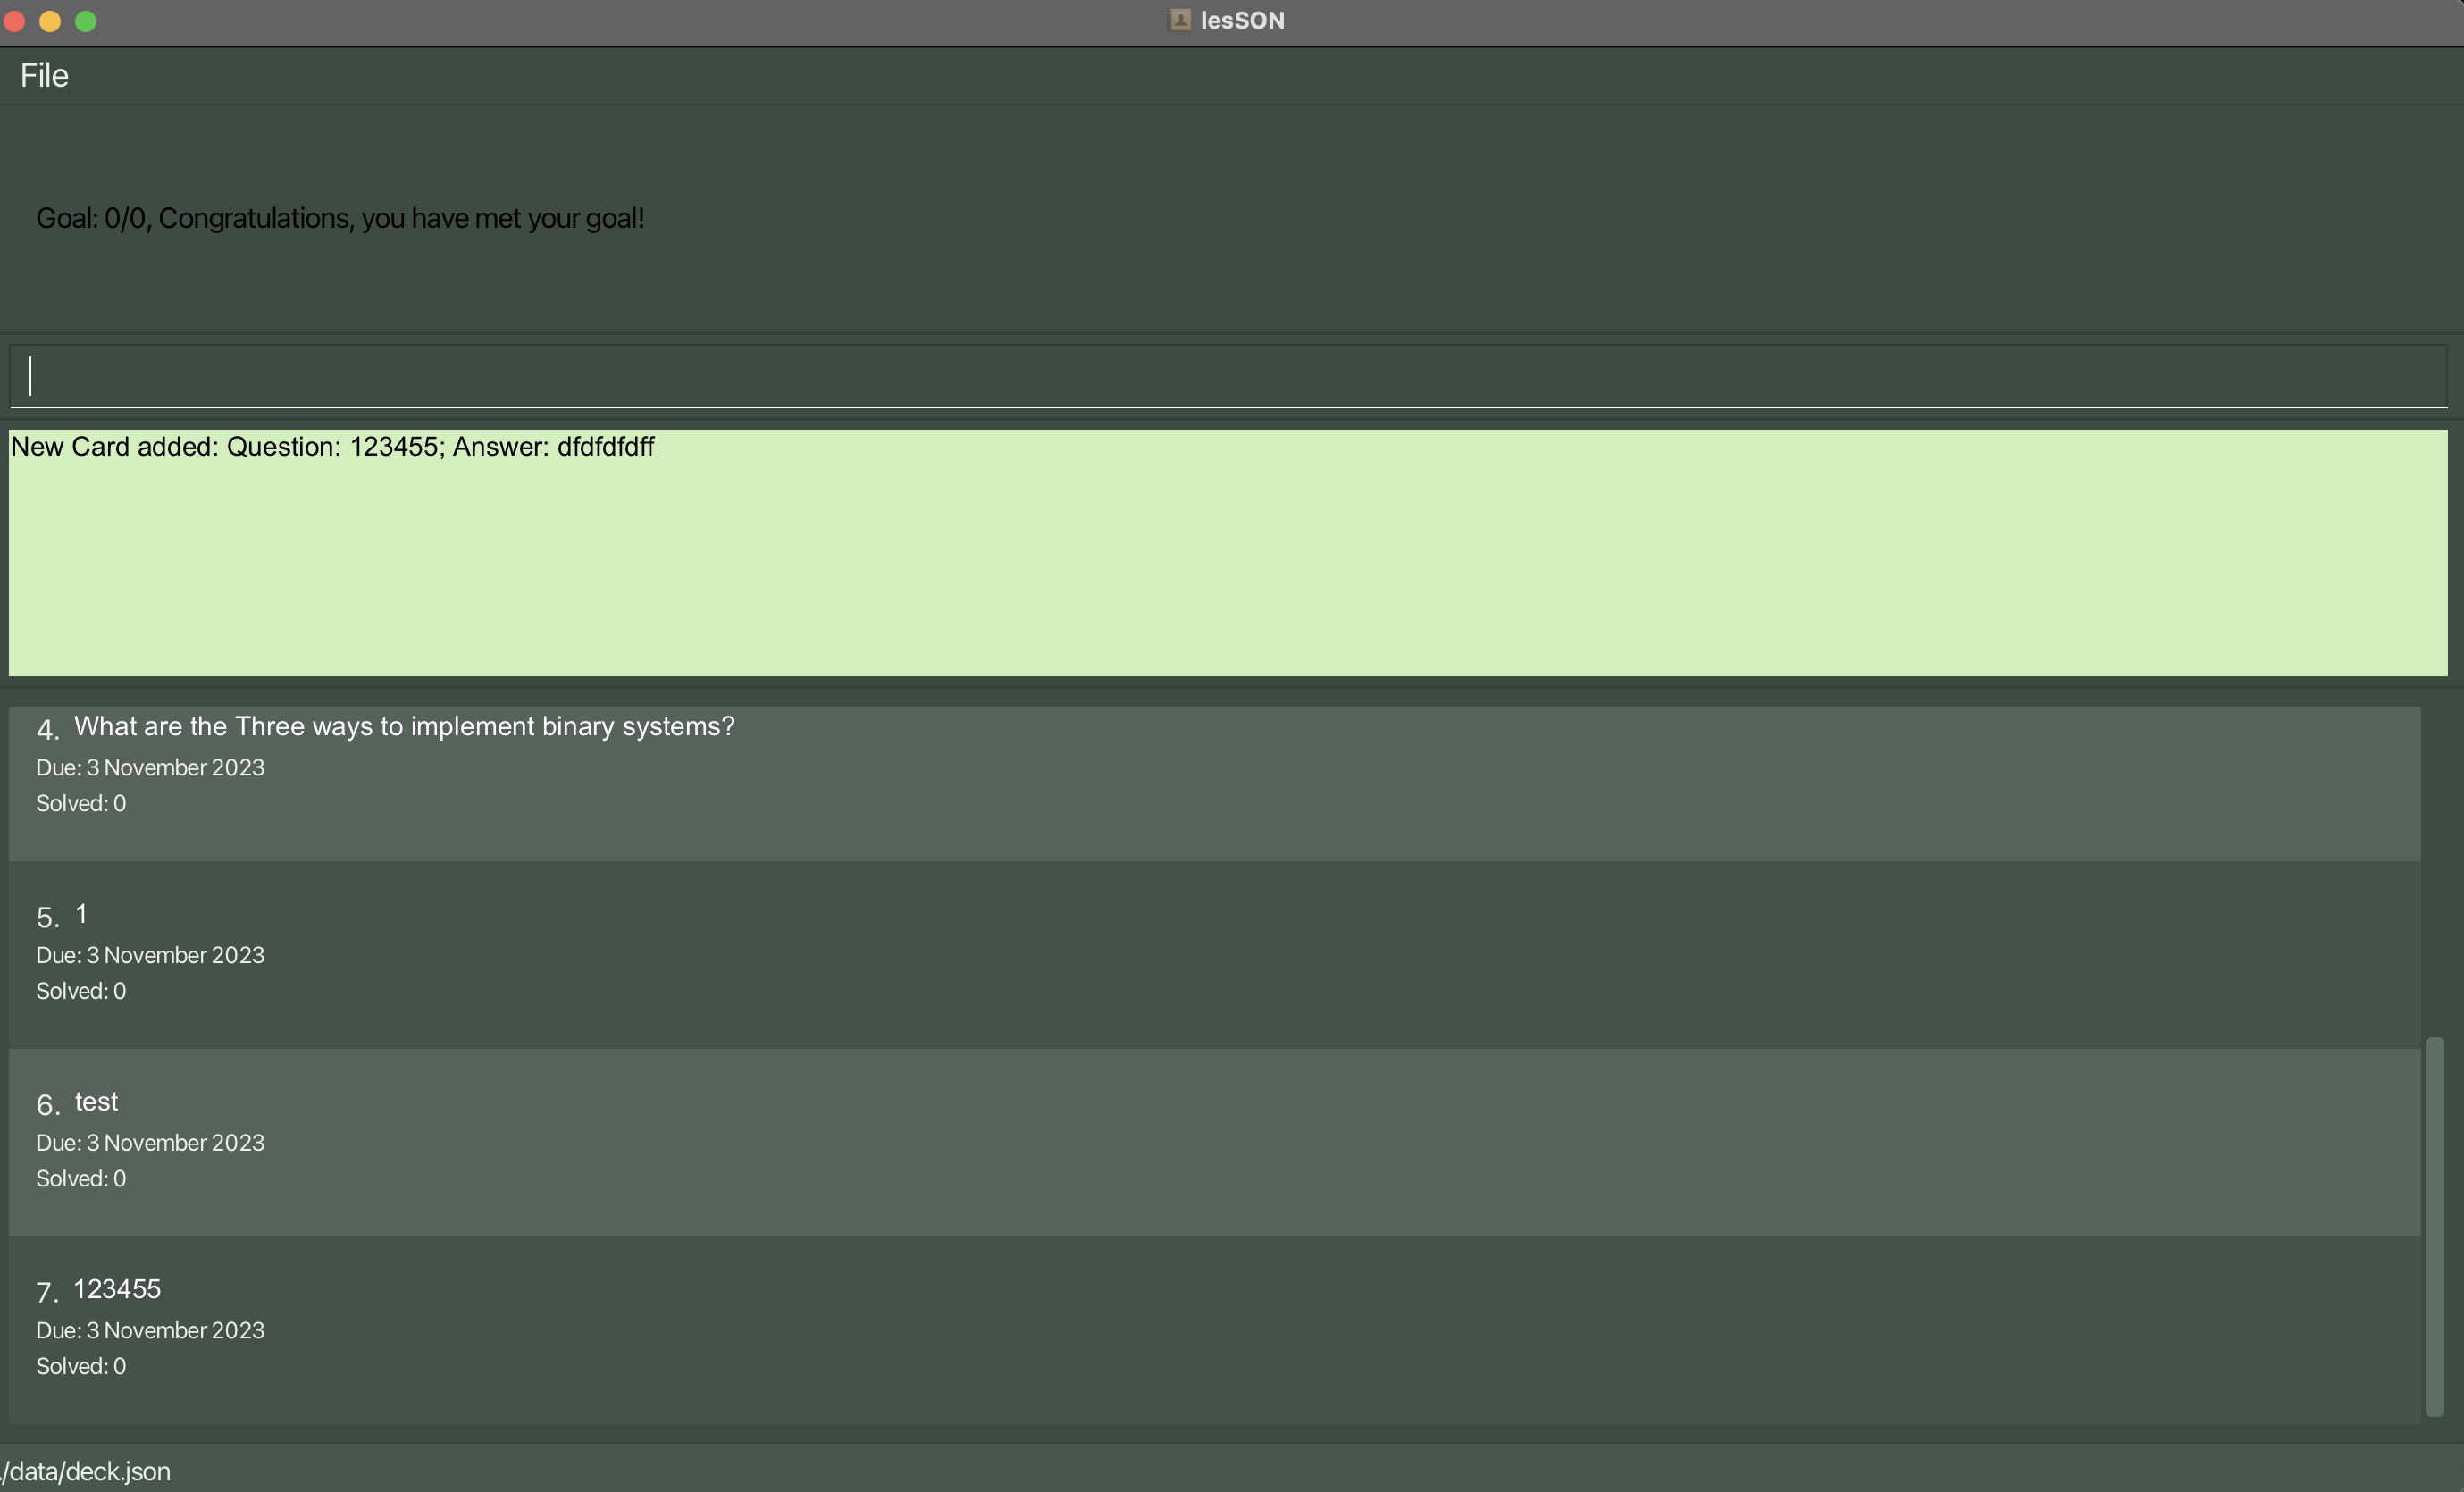 lesSON
File
Goal: 0/0, Congratulations, you have met your goal!
New Card added: Question: 123455; Answer: dfdfdfdff
4. What are the Three ways to implement binary systems?
Due: 3 November 2023
Solved: 0
5. 1
Due: 3 November 2023
Solved: 0
6. test
Due: 3 November 2023
Solved: 0
7. 123455
Due: 3 November 2023
Solved: 0
./data/deck.json